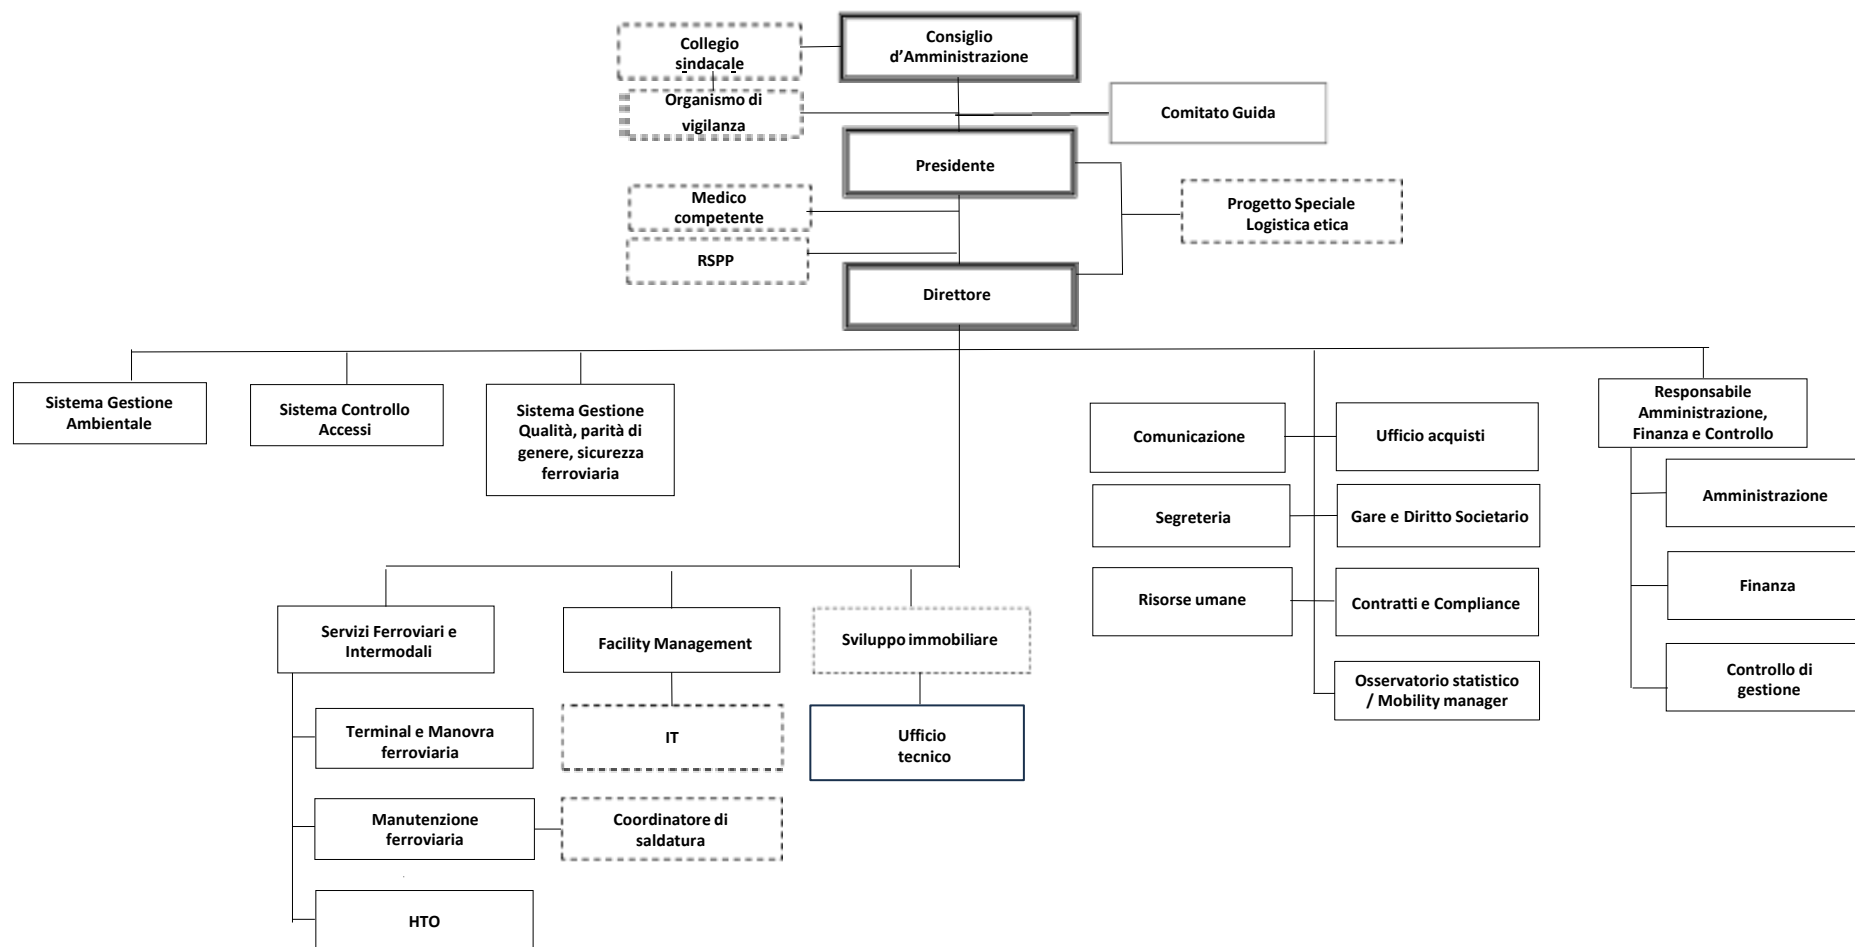 Collegio
sindacale
Consiglio
d’Amministrazione
Organismo di
vigilanza
Comitato Guida
Presidente
Medico
competente
Progetto Speciale
Logistica etica
RSPP
Direttore
Sistema Gestione
Ambientale
Sistema Controllo
Accessi
Sistema Gestione
Qualità, parità di
genere, sicurezza
ferroviaria
Comunicazione
Ufficio acquisti
Responsabile
Amministrazione,
Finanza e Controllo
Segreteria
Gare e Diritto Societario
Amministrazione
Risorse umane
Contratti e Compliance
Finanza
Osservatorio statistico
/ Mobility manager
Controllo di
gestione
Servizi Ferroviari e
Intermodali
Facility Management
Sviluppo immobiliare
Terminal e Manovra
ferroviaria
IT
Ufficio
tecnico
Manutenzione
ferroviaria
Coordinatore di
saldatura
HTO